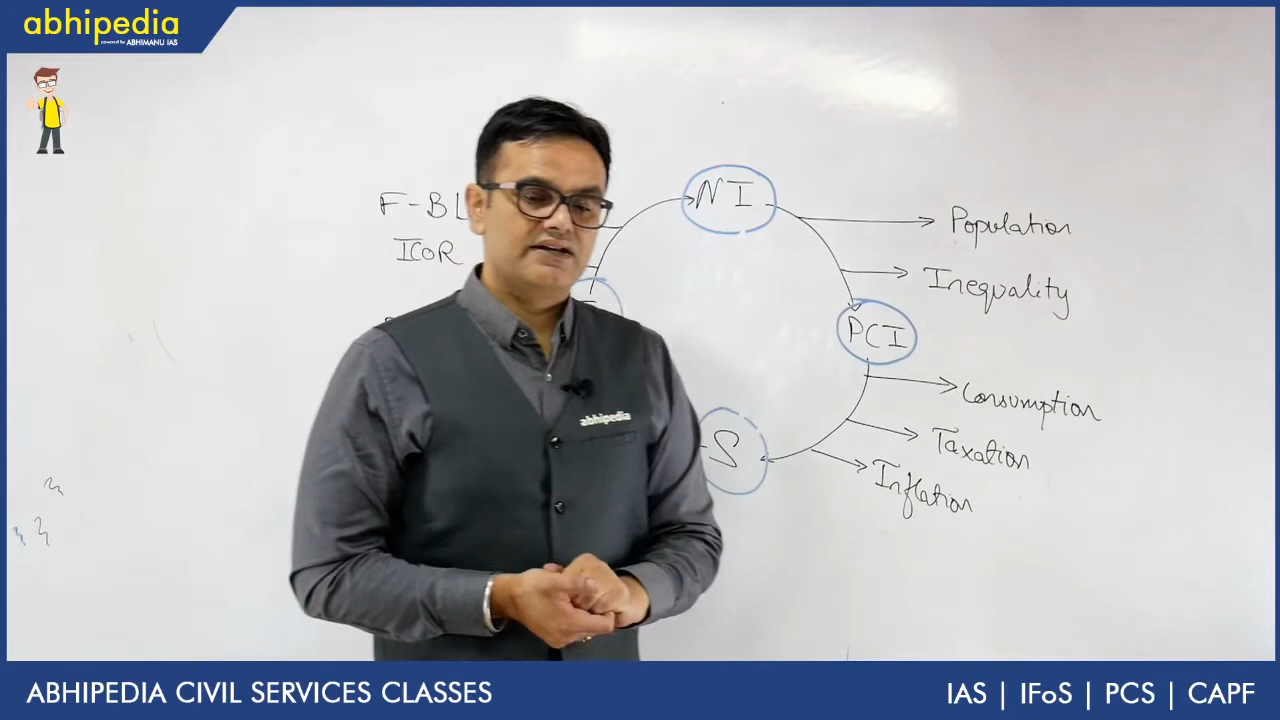 abhipedia
powered by ABHIMANU IAS
F-BL
ICOR
NI
Population
Inequality
PCI
Consumption
Taxation
Inflation
S
abhipedia
ABHIPEDIA CIVIL SERVICES CLASSES
IAS | IFoS | PCS | CAPF